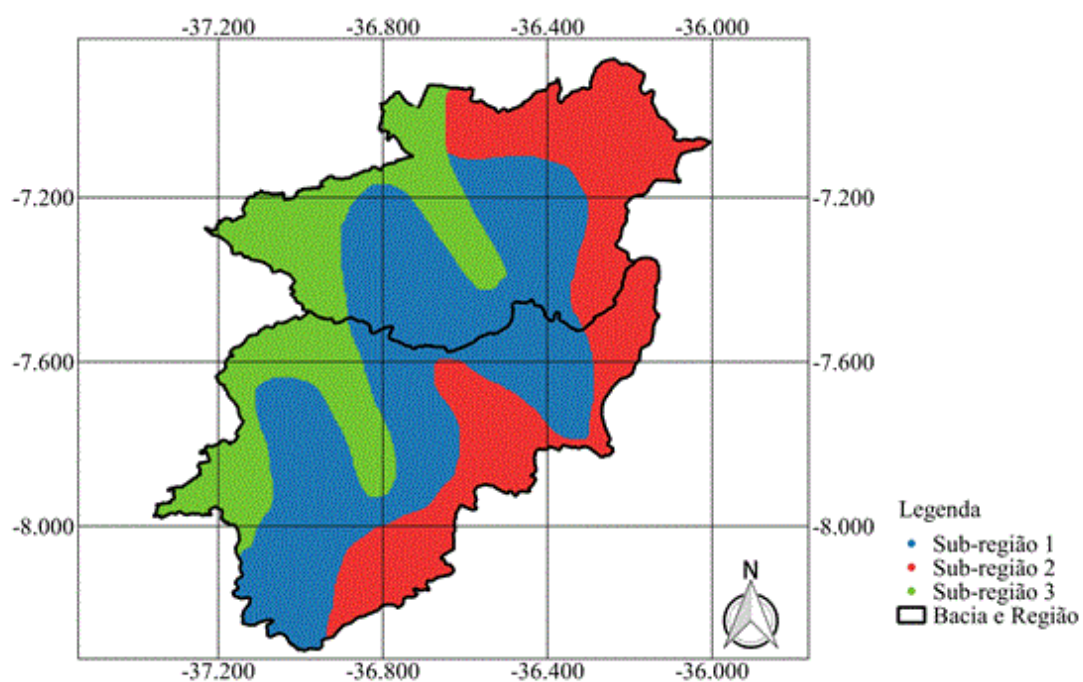 -37.200 -36.800 -36.400 -36.000
-7.200 -7.200
-7.600 -7.600
-8.000 -8.000
Legenda
Sub-região 1
Sub-região 2
Sub-região 3
Bacia e Região
N
-37.200 -36.800 -36.400 -36.000